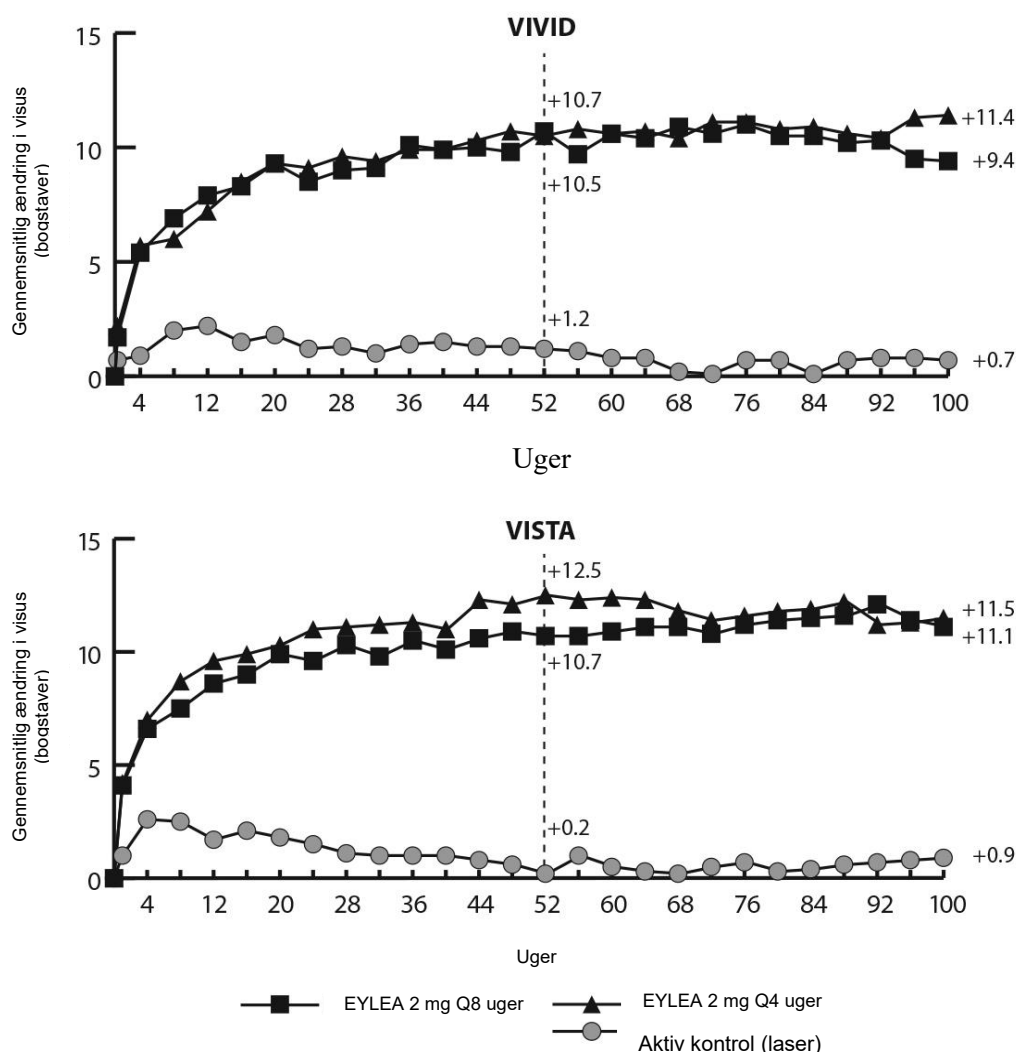 VIVID
15
10
5
0
Gennemsnitlig ændring i visus
(bogstaver)
+10.7
+10.5
+1.2
+11.4
+9.4
+0.7
4 12 20 28 36 44 52 60 68 76 84 92 100
Uger
VISTA
15
10
5
0
Gennemsnitlig ændring i visus
(bogstaver)
+12.5
+10.7
+0.2
+11.5
+11.1
+0.9
4 12 20 28 36 44 52 60 68 76 84 92 100
Uger
EYLEA 2 mg Q8 uger
EYLEA 2 mg Q4 uger
Aktiv kontrol (laser)